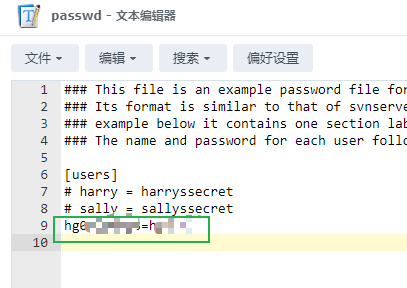 passwd - 文本编辑器
文件 编辑 搜索 偏好设置
1 ### This file is an example password file for
2 ### Its format is similar to that of svnserve
3 ### example below it contains one section lab
4 ### The name and password for each user follo
5
6 [users]
7 # harry = harryssecret
8 # sally = sallyssecret
9
10